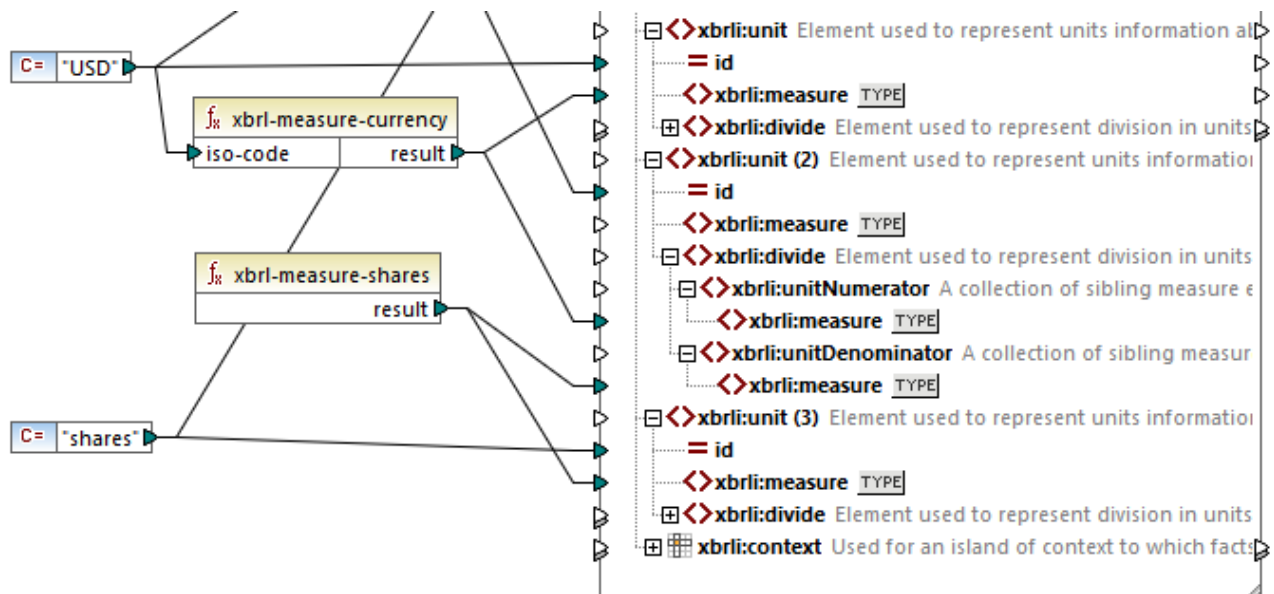 C= "USD"
fx xbrl-measure-currency
iso-code result
fx xbrl-measure-shares
result
C= "shares"
xbrli:unit Element used to represent units information al
= id
xbrli:measure TYPE
xbrli:divide Element used to represent division in units
xbrli:unit (2) Element used to represent units information
= id
xbrli:measure TYPE
xbrli:divide Element used to represent division in units
xbrli:unitNumerator A collection of sibling measure e
xbrli:measure TYPE
xbrli:unitDenominator A collection of sibling measur
xbrli:measure TYPE
xbrli:unit (3) Element used to represent units information
= id
xbrli:measure TYPE
xbrli:divide Element used to represent division in units
xbrli:context Used for an island of context to which facts